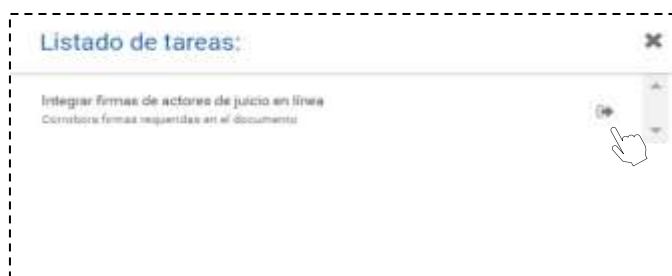 Listado de tareas:
Integrar firmas de actores de juicio en línea
Corrobora firmas requeridas en el documento